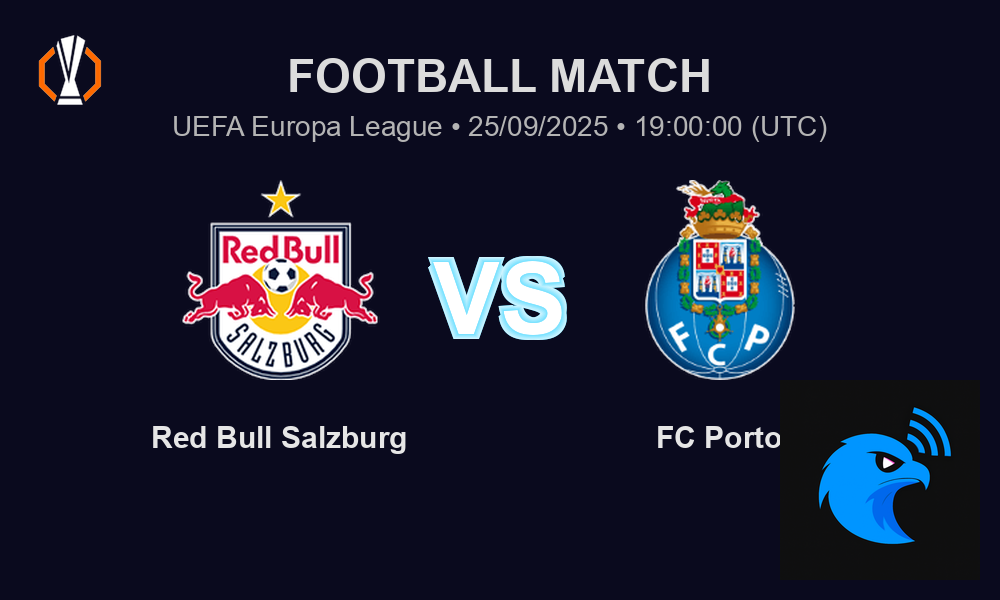 FOOTBALL MATCH
UEFA Europa League • 25/09/2025 • 19:00:00 (UTC)
Red Bull
SALZBURG
VS
FCP
Red Bull Salzburg
FC Porto